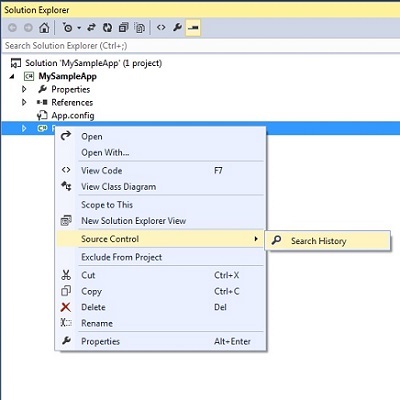 Solution Explorer
Search Solution Explorer (Ctrl+;)
Solution 'MySampleApp' (1 project)
C# MySampleApp
Properties
References
App.config
Open
Open With...
View Code F7
View Class Diagram
Scope to This
New Solution Explorer View
Source Control
Search History
Exclude From Project
Cut Ctrl+X
Copy Ctrl+C
Delete Del
Rename
Properties Alt+Enter